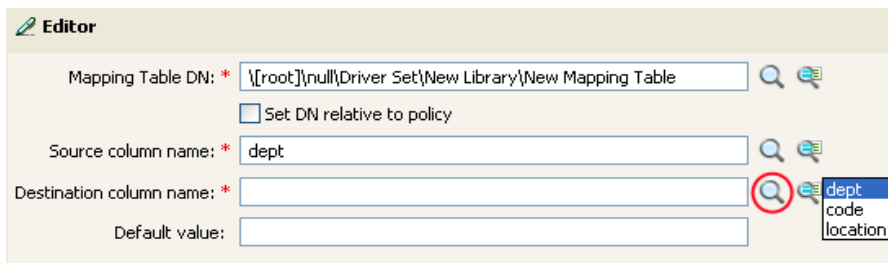 Editor
Mapping Table DN: * \[root]\null\Driver Set\New Library\New Mapping Table
Set DN relative to policy
Source column name: * dept
Destination column name: * dept
code
location
Default value: